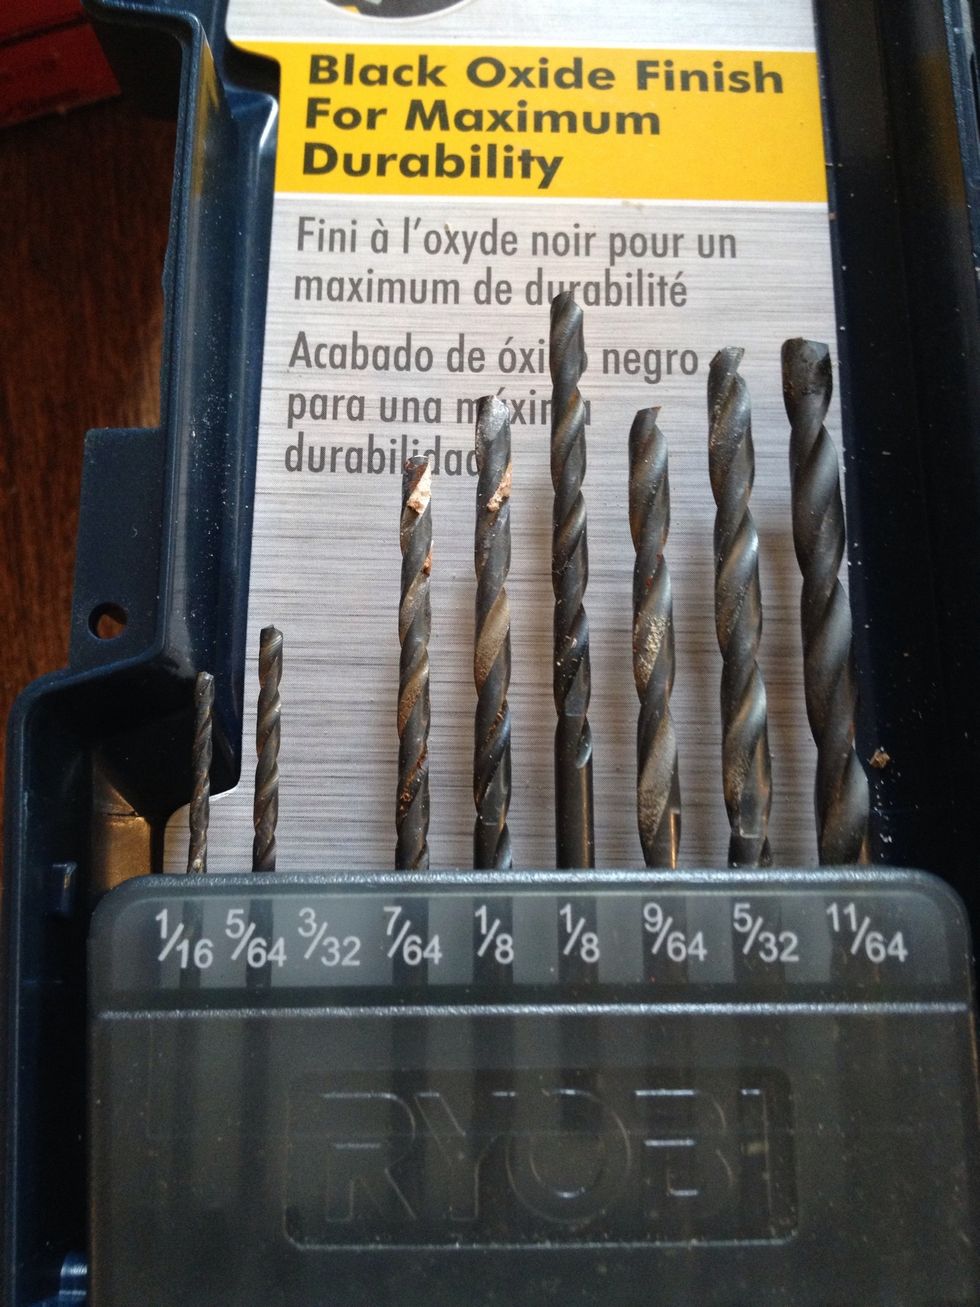 Black Oxide Finish
For Maximum
Durability
Fini à l'oxyde noir pour un
maximum de durabilité
Acabado de óxido negro
para una máxima
durabilidad
1/16 5/64 3/32 7/64 1/8 1/8 9/64 5/32 11/64
RYOBI